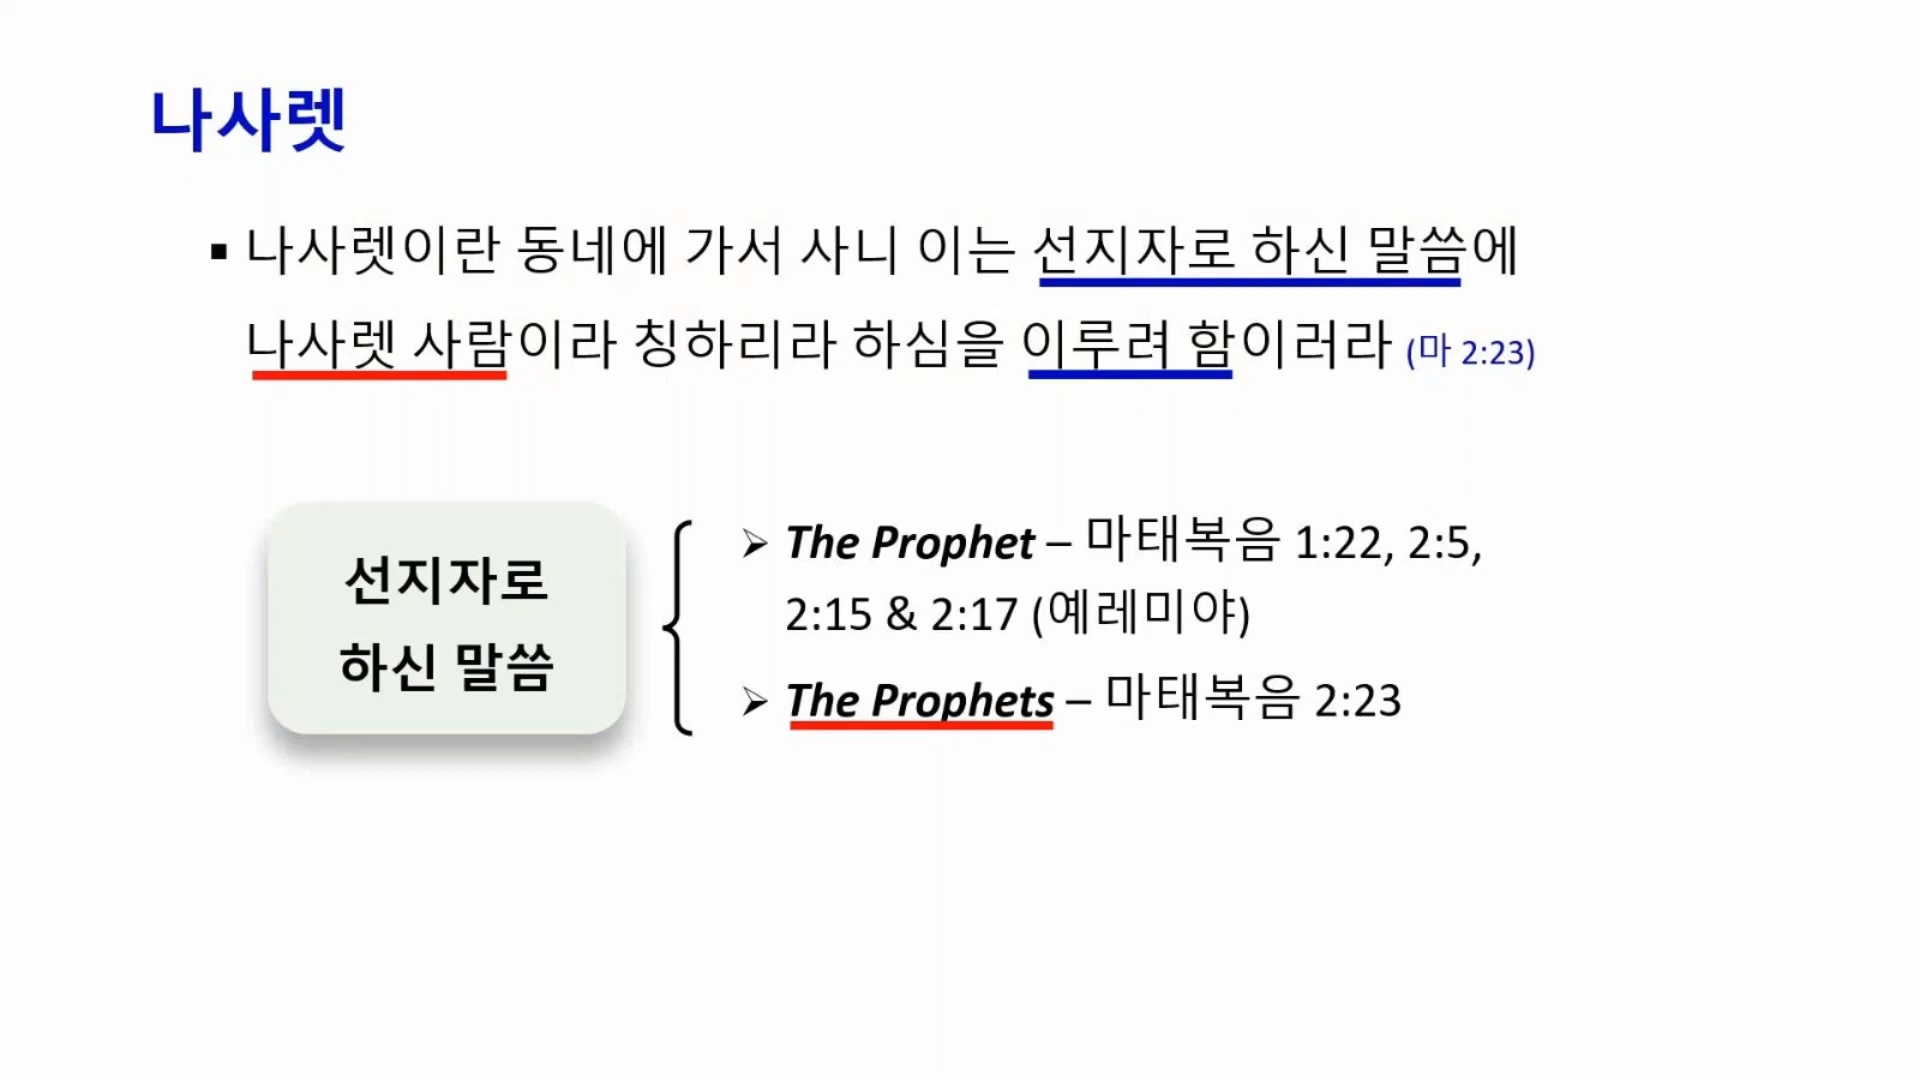 나사렛
▪ 나사렛이란 동네에 가서 사니 이는 선지자로 하신 말씀에
나사렛 사람이라 칭하리라 하심을 이루려 함이러라 (마 2:23)
선지자로
하신 말씀
➢ The Prophet – 마태복음 1:22, 2:5,
2:15 & 2:17 (예레미야)
➢ The Prophets – 마태복음 2:23